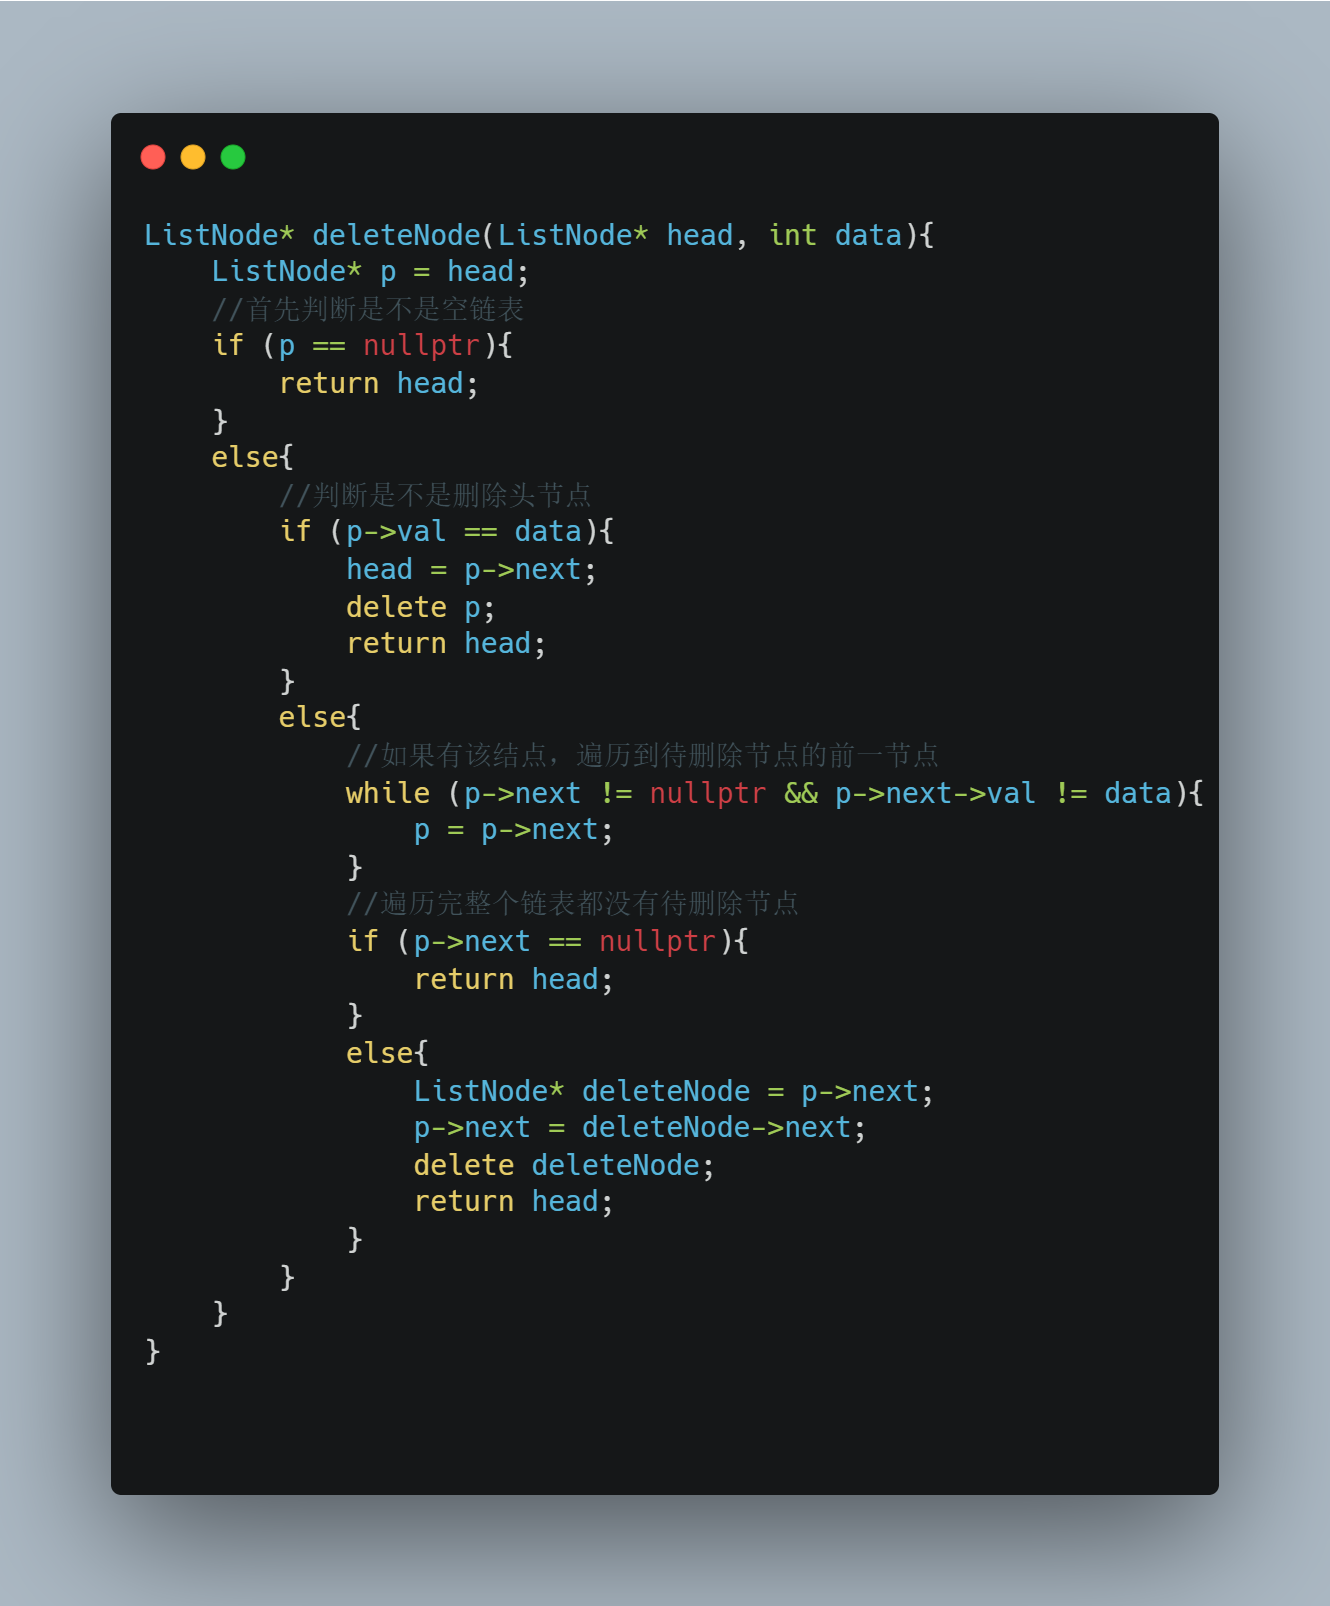 ListNode* deleteNode(ListNode* head, int data){
    ListNode* p = head;
    //首先判断是不是空链表
    if (p == nullptr){
        return head;
    }
    else{
        //判断是不是删除头节点
        if (p->val == data){
            head = p->next;
            delete p;
            return head;
        }
        else{
            //如果有该结点，遍历到待删除节点的前一节点
            while (p->next != nullptr && p->next->val != data){
                p = p->next;
            }
            //遍历完整个链表都没有待删除节点
            if (p->next == nullptr){
                return head;
            }
            else{
                ListNode* deleteNode = p->next;
                p->next = deleteNode->next;
                delete deleteNode;
                return head;
            }
        }
    }
}